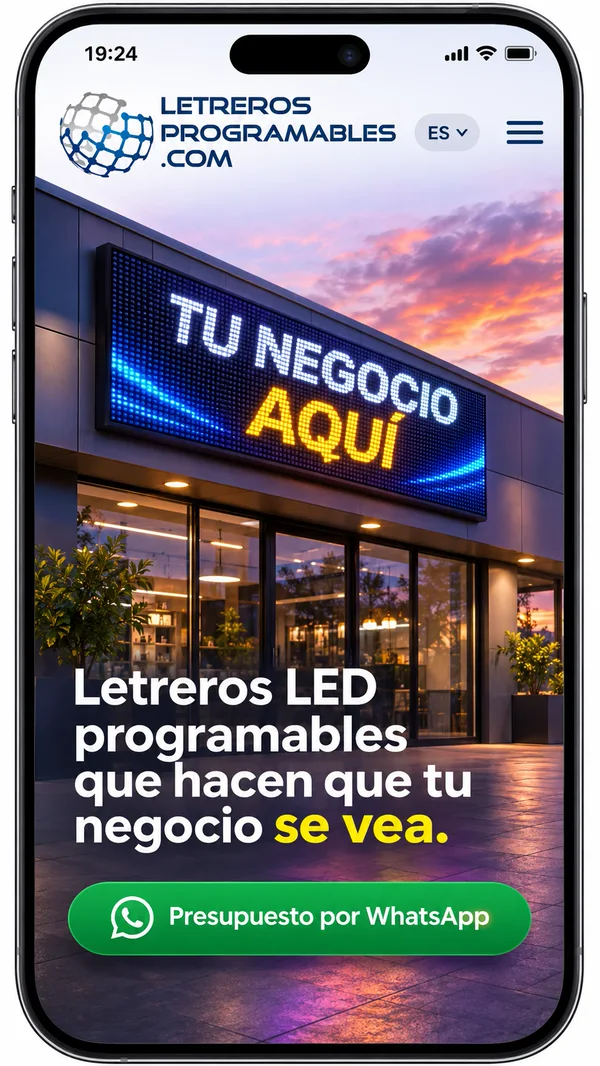 19:24
LETREROS
PROGRAMABLES
.COM
ES
TU NEGOCIO
AQUÍ
Letreros LED
programables
que hacen que tu
negocio se vea.
Presupuesto por WhatsApp